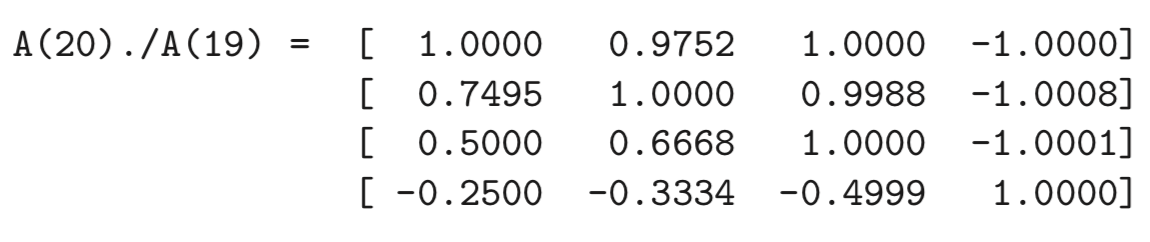 A(20)./A(19) = [ 1.0000 0.9752 1.0000 -1.0000]
[ 0.7495 1.0000 0.9988 -1.0008]
[ 0.5000 0.6668 1.0000 -1.0001]
[ -0.2500 -0.3334 -0.4999 1.0000]